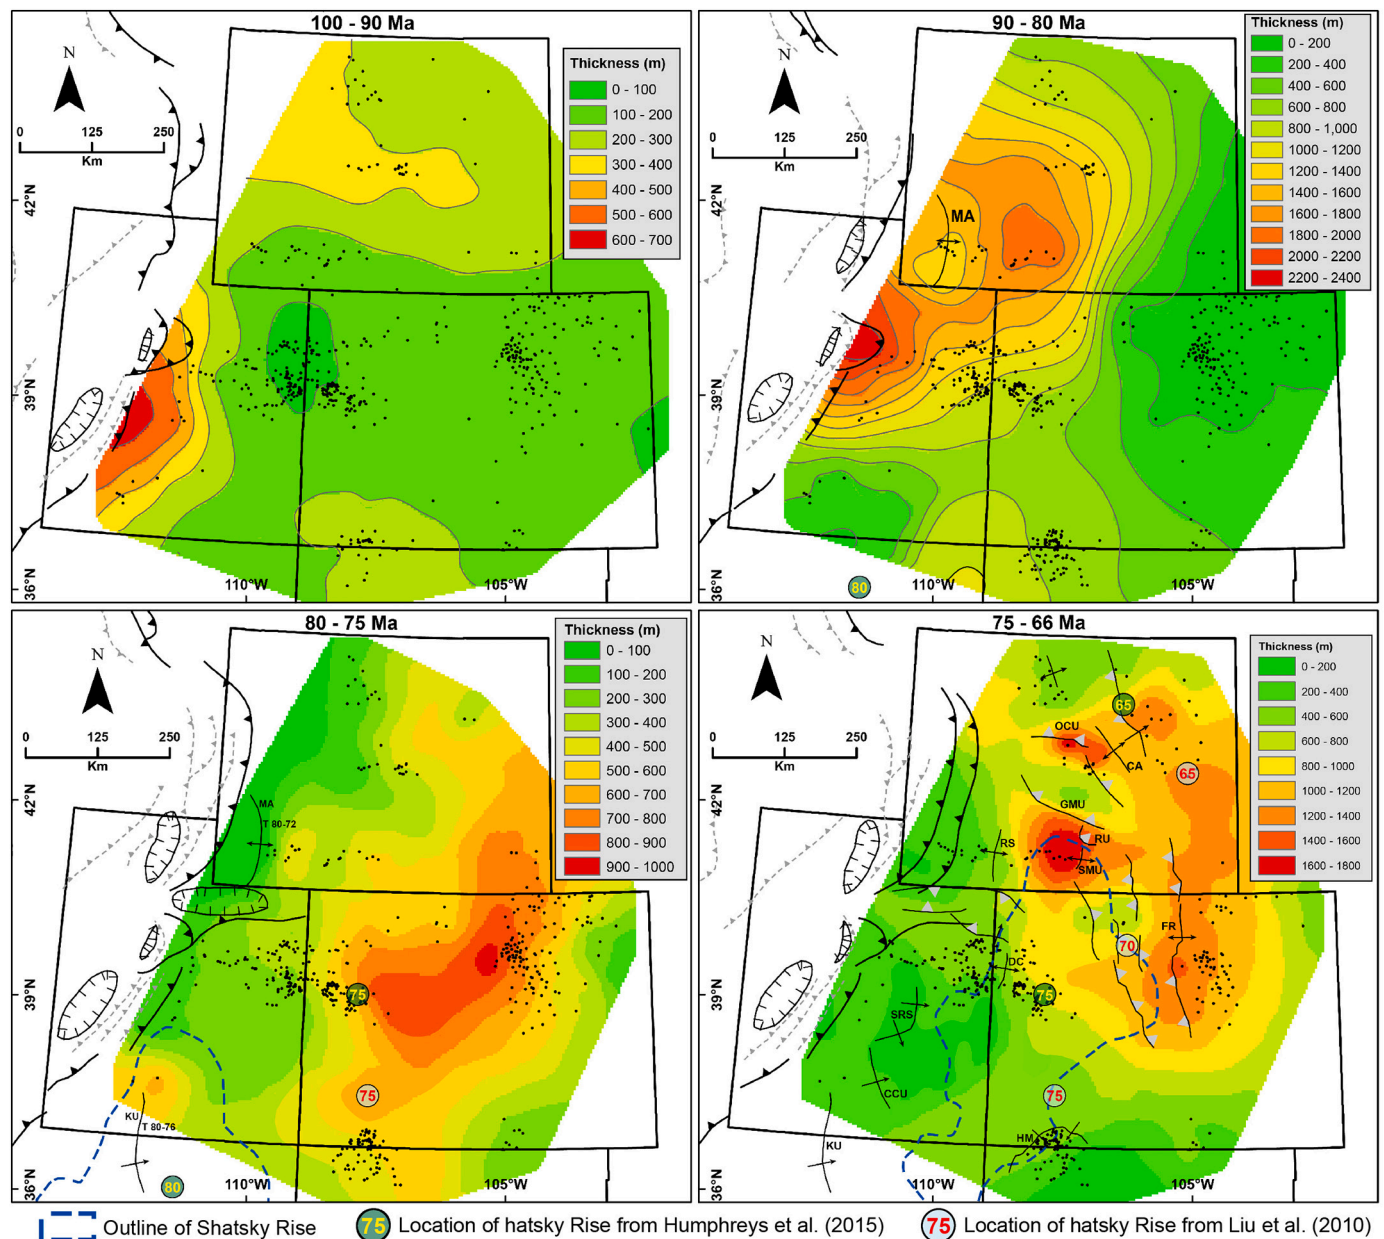 100 - 90 Ma
N
0 125 250
Km
42°N
39°N
36°N
110°W
105°W
Thickness (m)
0 - 100
100 - 200
200 - 300
300 - 400
400 - 500
500 - 600
600 - 700
90 - 80 Ma
N
0 125 250
Km
42°N
39°N
36°N
MA
80
110°W
105°W
Thickness (m)
0 - 200
200 - 400
400 - 600
600 - 800
800 - 1,000
1000 - 1200
1200 - 1400
1400 - 1600
1600 - 1800
1800 - 2000
2000 - 2200
2200 - 2400
80 - 75 Ma
N
0 125 250
Km
42°N
39°N
36°N
MA
T 80-72
75
75
KU
T 80-76
80
110°W
105°W
Thickness (m)
0 - 100
100 - 200
200 - 300
300 - 400
400 - 500
500 - 600
600 - 700
700 - 800
800 - 900
900 - 1000
75 - 66 Ma
N
0 125 250
Km
42°N
39°N
36°N
65
OCU
CA
65
GMU
RS
RU
SMU
FR
70
DC
75
SRS
CCU
75
HM
KU
110°W
105°W
Thickness (m)
0 - 200
200 - 400
400 - 600
600 - 800
800 - 1000
1000 - 1200
1200 - 1400
1400 - 1600
1600 - 1800
Outline of Shatsky Rise
75 Location of hatsky Rise from Humphreys et al. (2015)
75 Location of hatsky Rise from Liu et al. (2010)